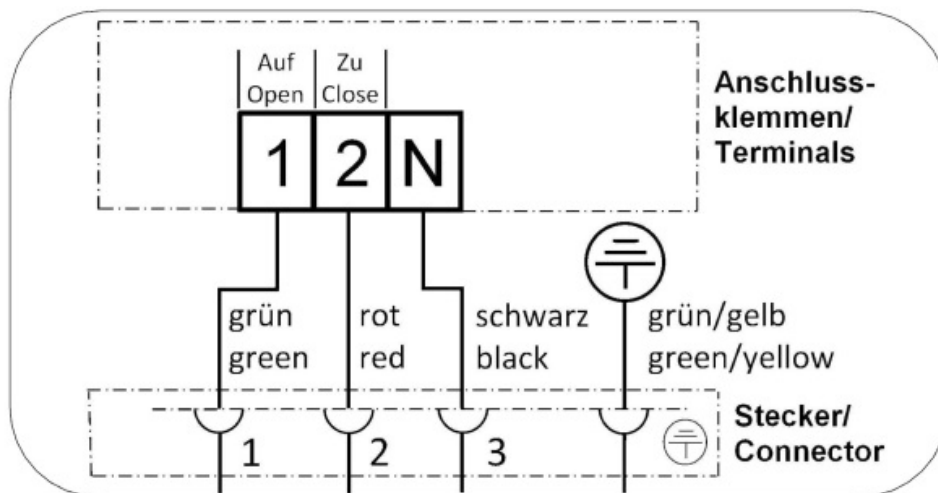 Auf Zu
Open Close
1 2 N
Anschluss-
klemmen/
Terminals
grün rot schwarz grün/gelb
green red black green/yellow
1 2 3
Stecker/
Connector